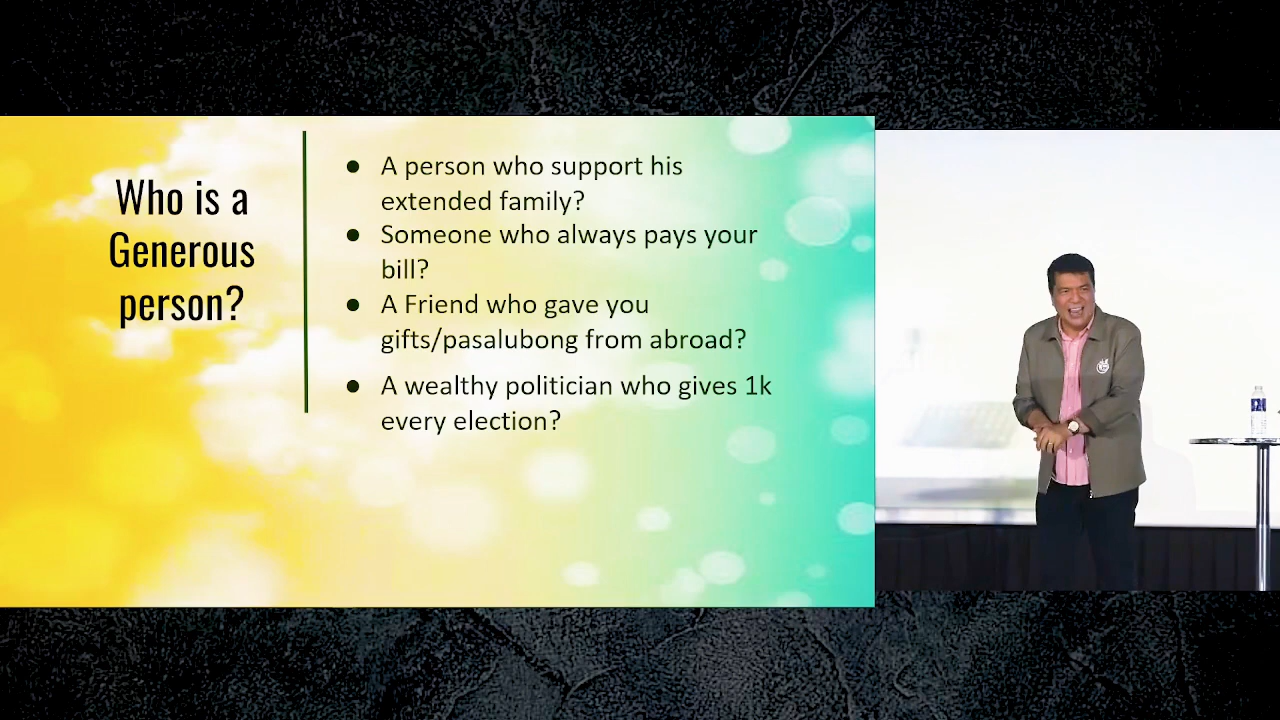 Who is a
Generous
person?
● A person who support his
extended family?
● Someone who always pays your
bill?
● A Friend who gave you
gifts/pasalubong from abroad?
● A wealthy politician who gives 1k
every election?